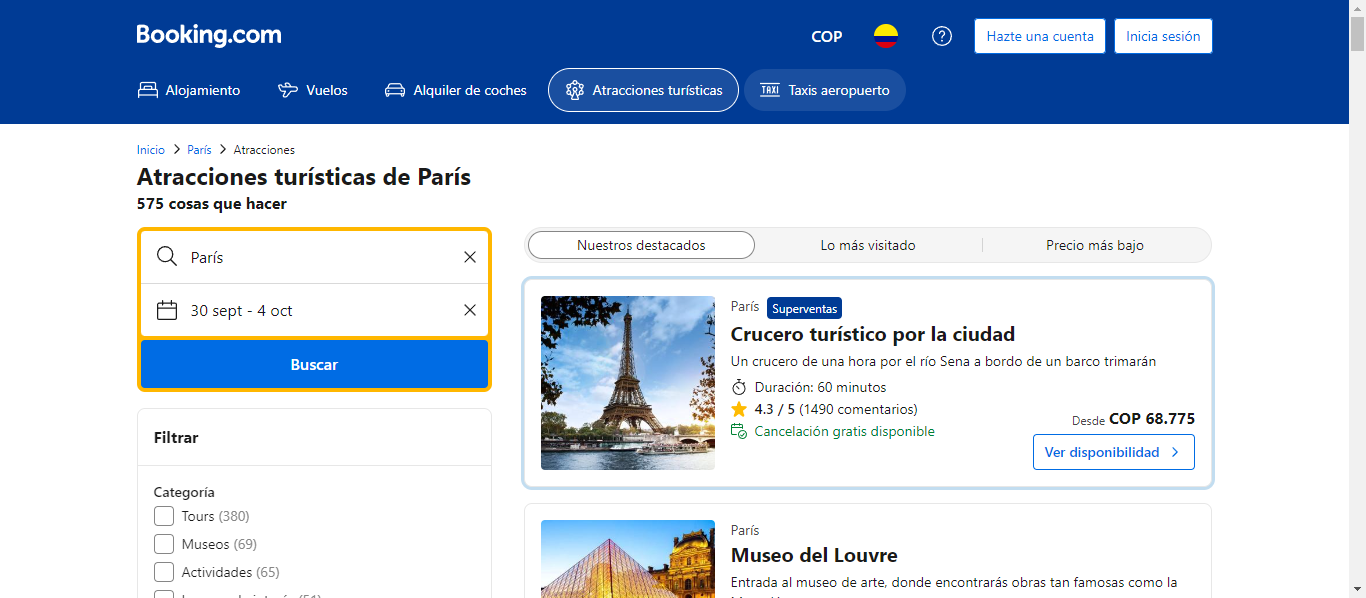 Booking.com
COP
Hazte una cuenta
Inicia sesión
Alojamiento
Vuelos
Alquiler de coches
Atracciones turísticas
TAXI
Taxis aeropuerto
Inicio > París > Atracciones
Atracciones turísticas de París
575 cosas que hacer
París
30 sept - 4 oct
Buscar
Filtrar
Categoría
Tours (380)
Museos (69)
Actividades (65)
Nuestros destacados
Lo más visitado
Precio más bajo
París Superventas
Crucero turístico por la ciudad
Un crucero de una hora por el río Sena a bordo de un barco trimarán
Duración: 60 minutos
4.3 / 5 (1490 comentarios)
Cancelación gratis disponible
Desde COP 68.775
Ver disponibilidad
París
Museo del Louvre
Entrada al museo de arte, donde encontrarás obras tan famosas como la